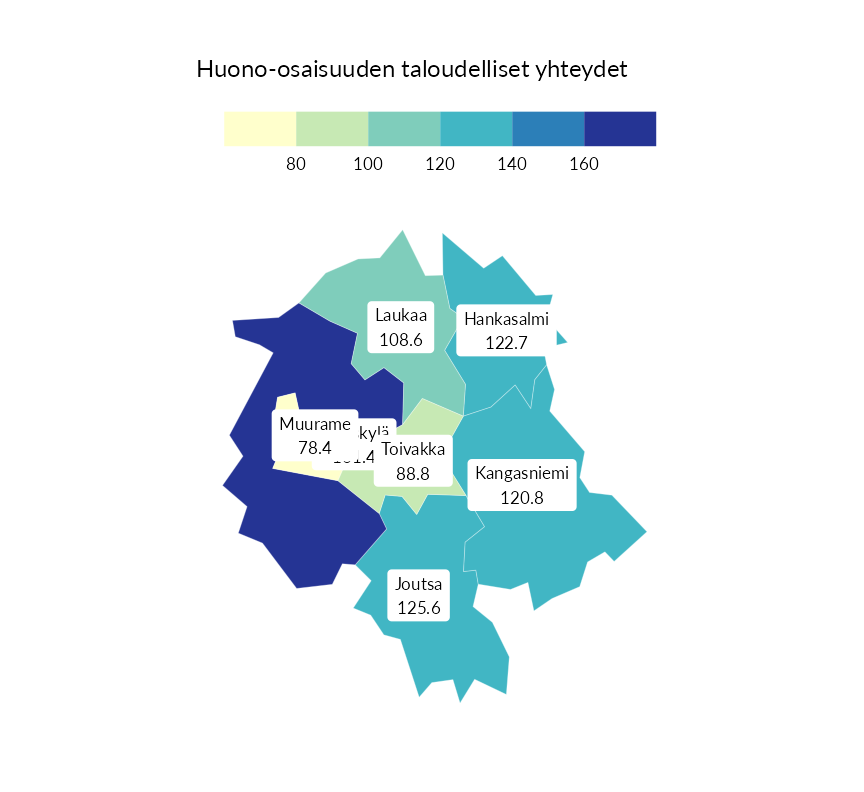 Huono-osaisuuden taloudelliset yhteydet
80 100 120 140 160
Laukaa
108.6
Hankasalmi
122.7
Muurame
78.4
Toivakka
88.8
Kangasniemi
120.8
Joutsa
125.6